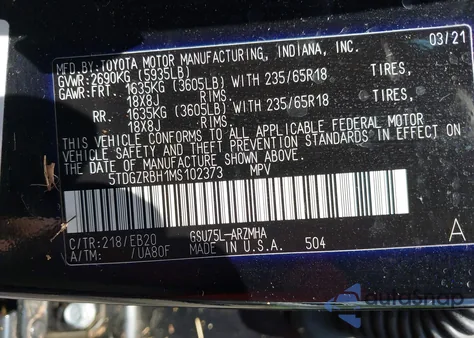 MFD.BY:TOYOTA MOTOR MANUFACTURING, INDIANA, INC. 03/21
GVWR:2690KG (5935LB)
GAWR:FRT. 1635KG (3605LB) WITH 235/65R18 TIRES,
18X8J RIMS
RR. 1635KG (3605LB) WITH 235/65R18 TIRES,
18X8J RIMS
THIS VEHICLE CONFORMS TO ALL APPLICABLE FEDERAL MOTOR
VEHICLE SAFETY AND THEFT PREVENTION STANDARDS IN EFFECT ON
THE DATE OF MANUFACTURE SHOWN ABOVE.
5TDGZRBH1MS102373 MPV
C/TR:218/EB20 GSU75L-ARZMHA A
A/TM: /UA80F MADE IN U.S.A. 504
autosnap